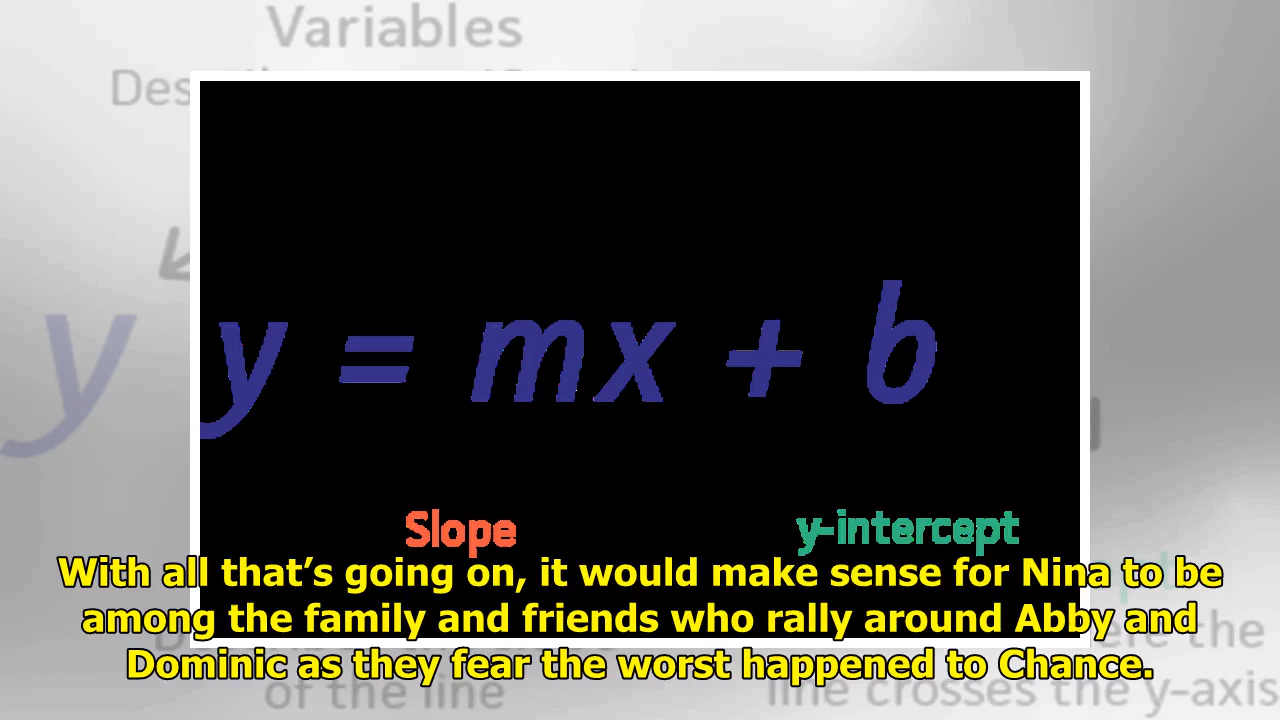 Variables
y
y = mx + b
Slope
y-intercept
With all that’s going on, it would make sense for Nina to be
among the family and friends who rally around Abby and
Dominic as they fear the worst happened to Chance.
of the line
line crosses the y-axis